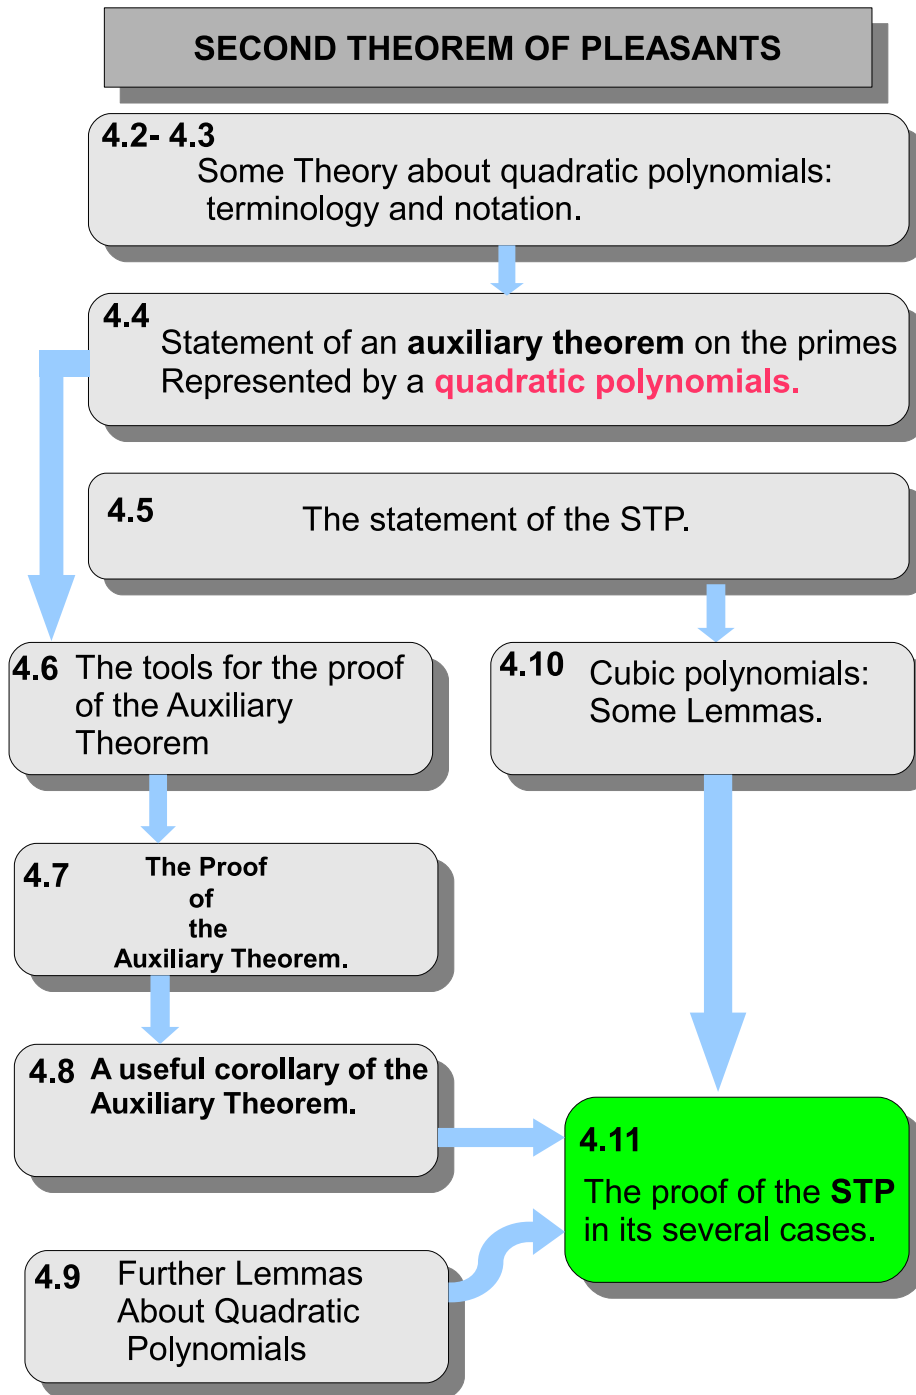 SECOND THEOREM OF PLEASANTS
4.2- 4.3
Some Theory about quadratic polynomials:
terminology and notation.
4.4
Statement of an auxiliary theorem on the primes
Represented by a quadratic polynomials.
4.5
The statement of the STP.
4.6 The tools for the proof
of the Auxiliary
Theorem
4.10 Cubic polynomials:
Some Lemmas.
4.7 The Proof
of
the
Auxiliary Theorem.
4.8 A useful corollary of the
Auxiliary Theorem.
4.11
The proof of the STP
in its several cases.
4.9 Further Lemmas
About Quadratic
Polynomials